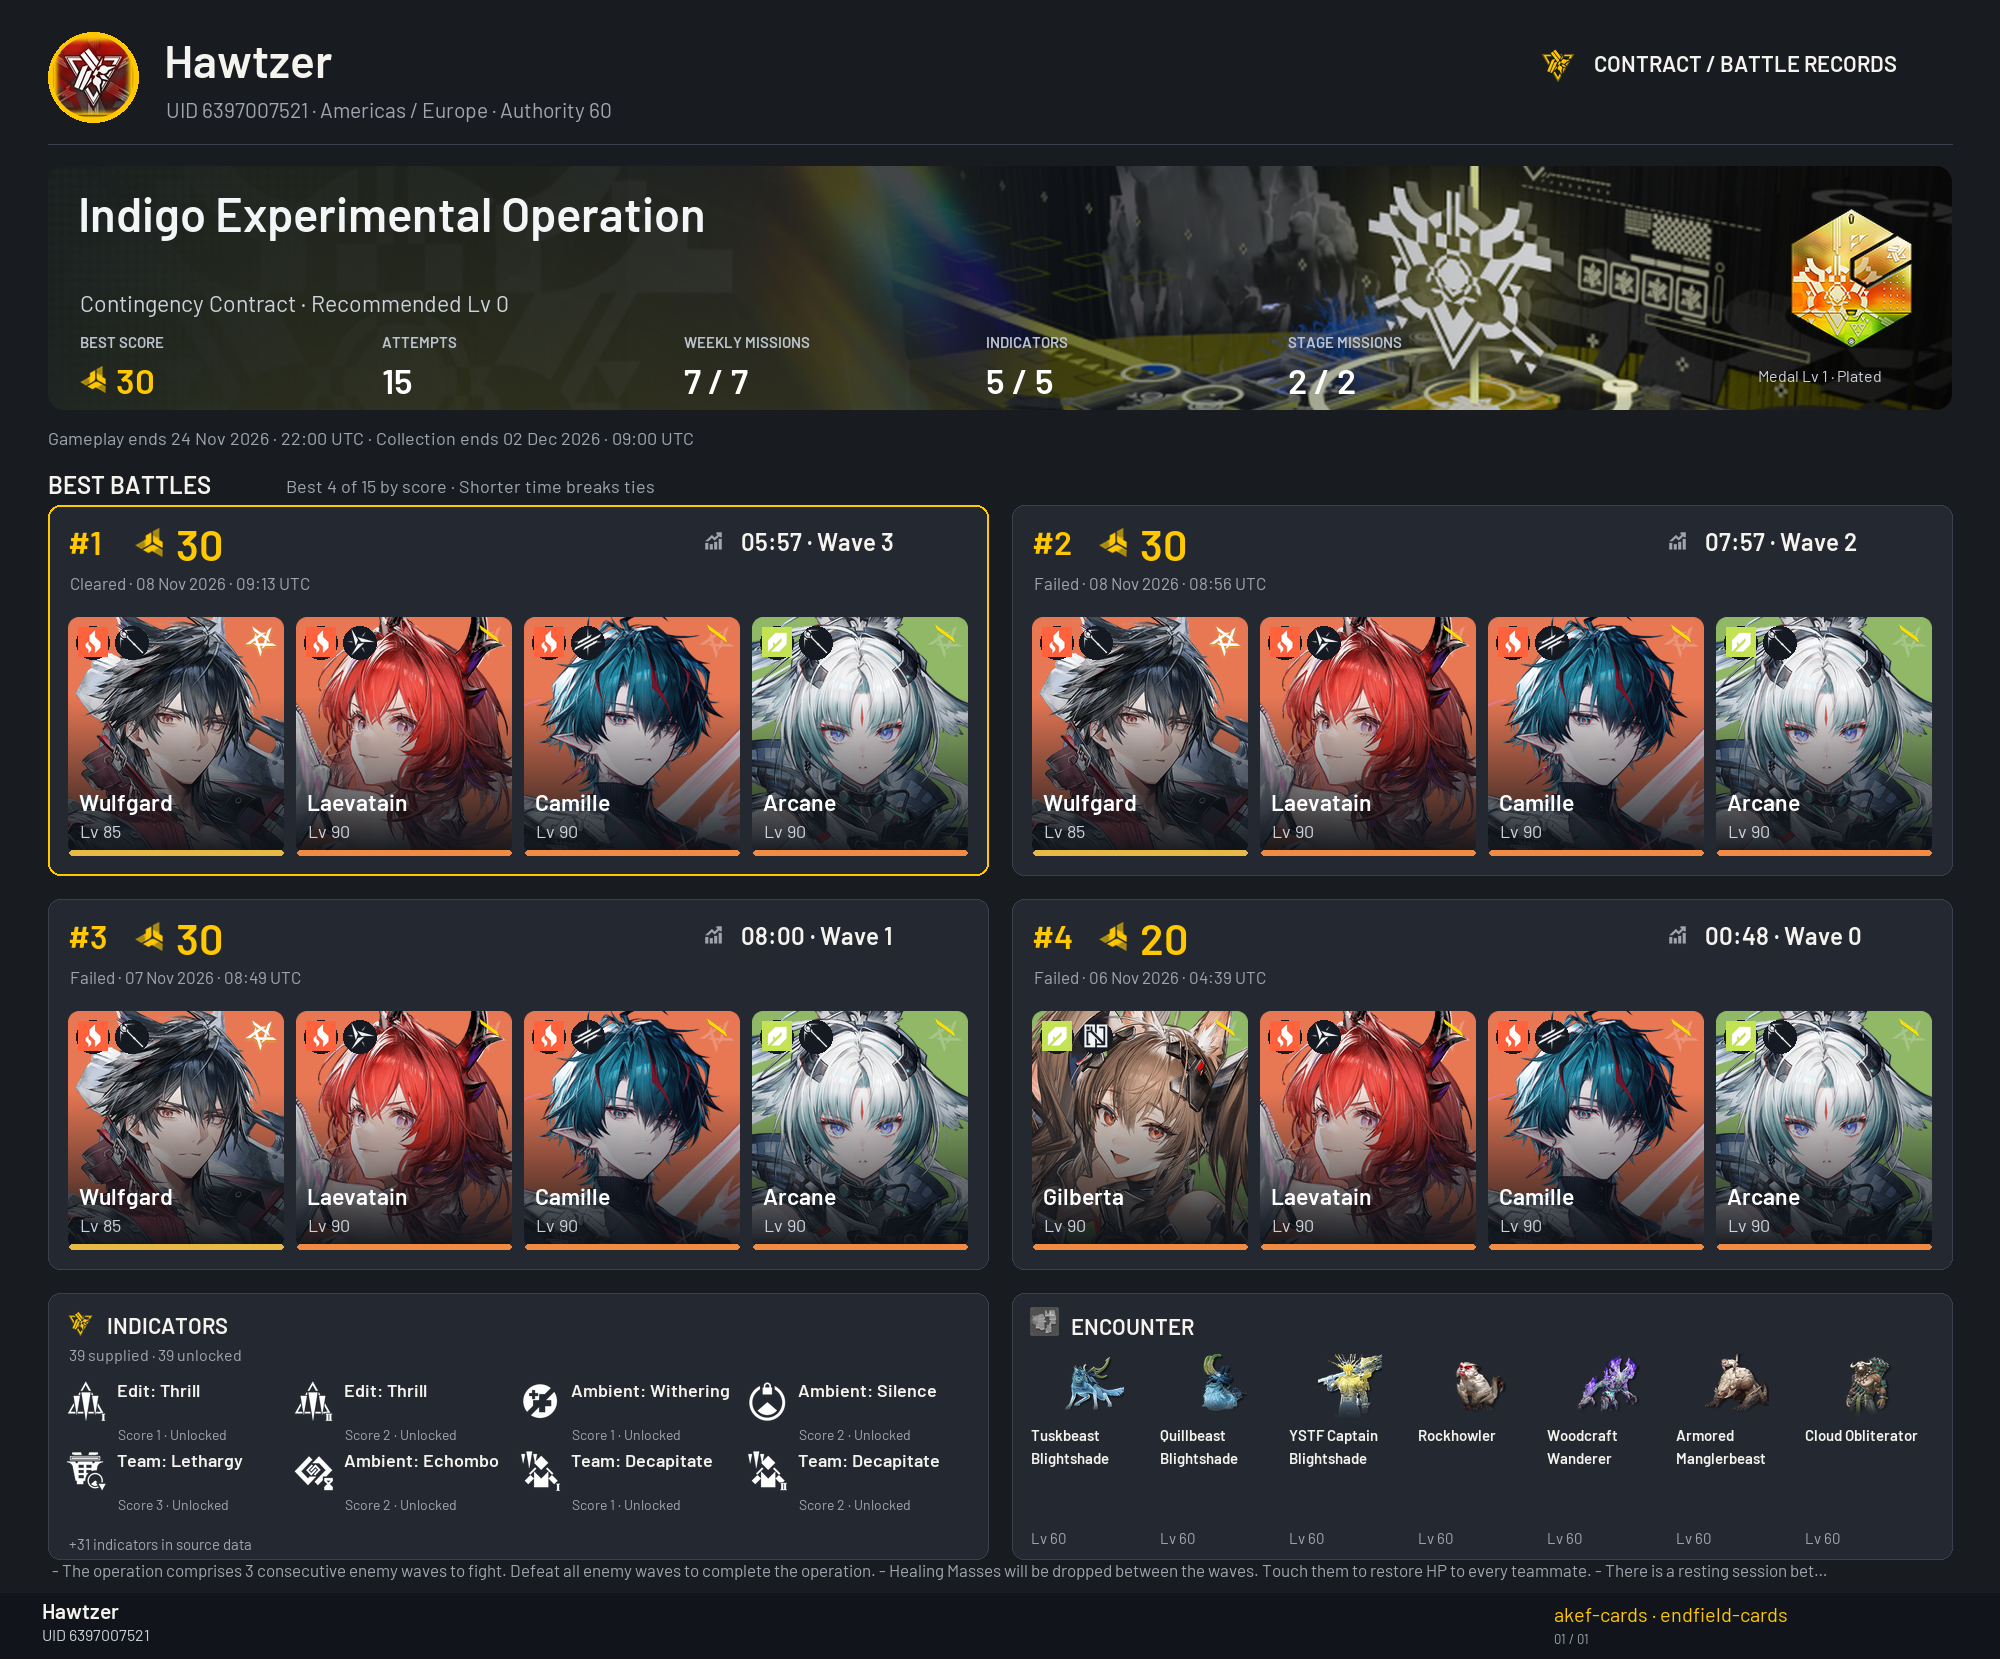 Hawtzer
UID 6397007521 · Americas / Europe · Authority 60
CONTRACT / BATTLE RECORDS
Indigo Experimental Operation
Contingency Contract · Recommended Lv 0
BEST SCORE
30
ATTEMPTS
15
WEEKLY MISSIONS
7 / 7
INDICATORS
5 / 5
STAGE MISSIONS
2 / 2
Medal Lv 1 · Plated
Gameplay ends 24 Nov 2026 · 22:00 UTC · Collection ends 02 Dec 2026 · 09:00 UTC
BEST BATTLES
Best 4 of 15 by score · Shorter time breaks ties
#1 30
05:57 · Wave 3
Cleared · 08 Nov 2026 · 09:13 UTC
Wulfgard
Lv 85
Laevatain
Lv 90
Camille
Lv 90
Arcane
Lv 90
#2 30
07:57 · Wave 2
Failed · 08 Nov 2026 · 08:56 UTC
Wulfgard
Lv 85
Laevatain
Lv 90
Camille
Lv 90
Arcane
Lv 90
#3 30
08:00 · Wave 1
Failed · 07 Nov 2026 · 08:49 UTC
Wulfgard
Lv 85
Laevatain
Lv 90
Camille
Lv 90
Arcane
Lv 90
#4 20
00:48 · Wave 0
Failed · 06 Nov 2026 · 04:39 UTC
Gilberta
Lv 90
Laevatain
Lv 90
Camille
Lv 90
Arcane
Lv 90
INDICATORS
39 supplied · 39 unlocked
Edit: Thrill
Score 1 · Unlocked
Edit: Thrill
Score 2 · Unlocked
Ambient: Withering
Score 1 · Unlocked
Ambient: Silence
Score 2 · Unlocked
Team: Lethargy
Score 3 · Unlocked
Ambient: Echombo
Score 2 · Unlocked
Team: Decapitate
Score 1 · Unlocked
Team: Decapitate
Score 2 · Unlocked
+31 indicators in source data
ENCOUNTER
Tuskbeast
Blightshade
Lv 60
Quillbeast
Blightshade
Lv 60
YSTF Captain
Blightshade
Lv 60
Rockhowler
Lv 60
Woodcraft
Wanderer
Lv 60
Armored
Manglerbeast
Lv 60
Cloud Obliterator
Lv 60
- The operation comprises 3 consecutive enemy waves to fight. Defeat all enemy waves to complete the operation. - Healing Masses will be dropped between the waves. Touch them to restore HP to every teammate. - There is a resting session bet...
Hawtzer
UID 6397007521
akef-cards · endfield-cards
01 / 01